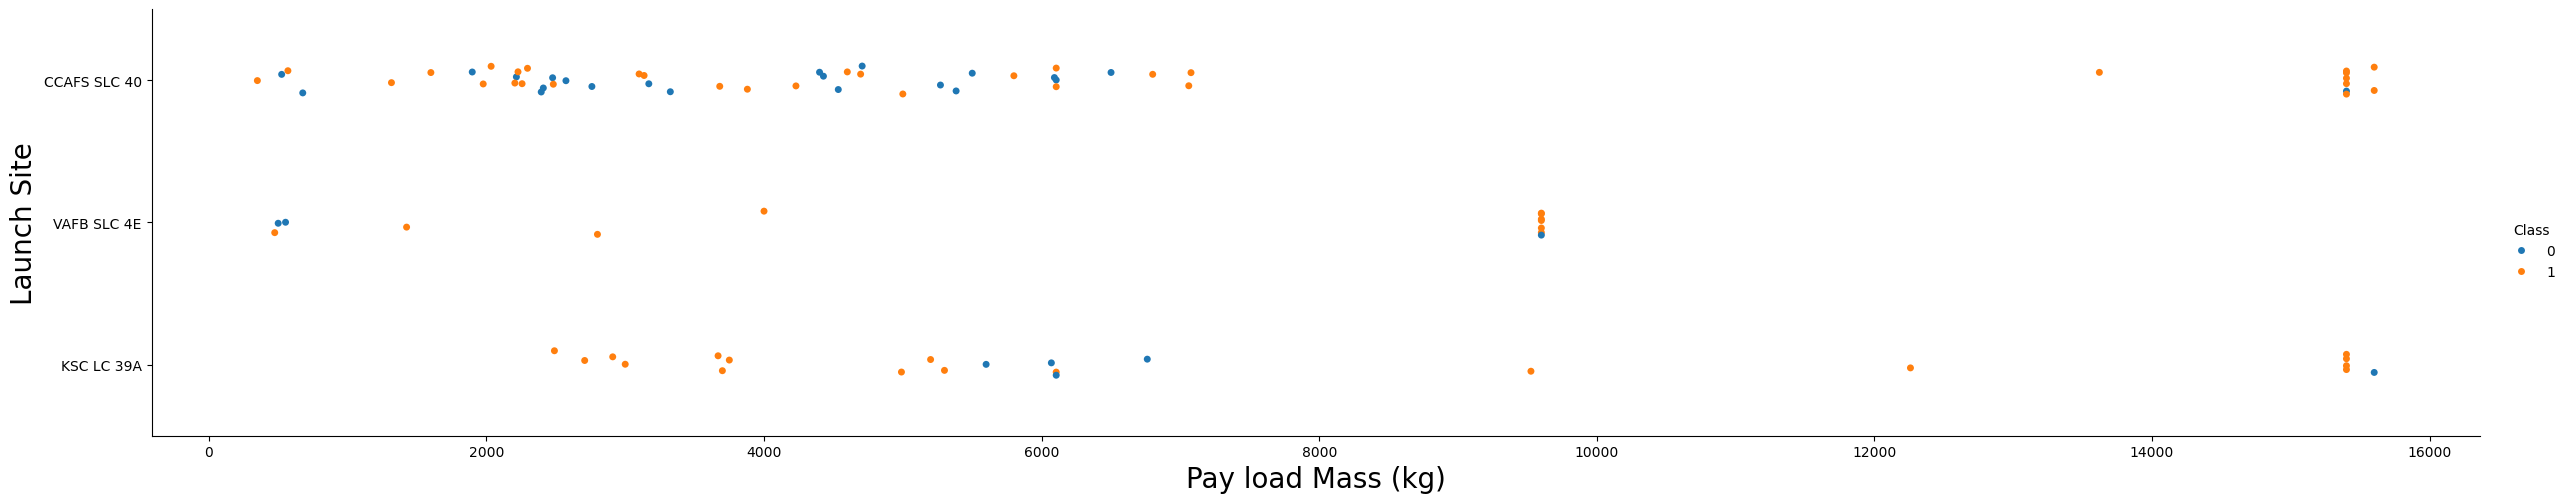 Launch Site
CCAFS SLC 40
VAFB SLC 4E
KSC LC 39A
0 2000 4000 6000 8000 10000 12000 14000 16000
Pay load Mass (kg)
Class
0
1